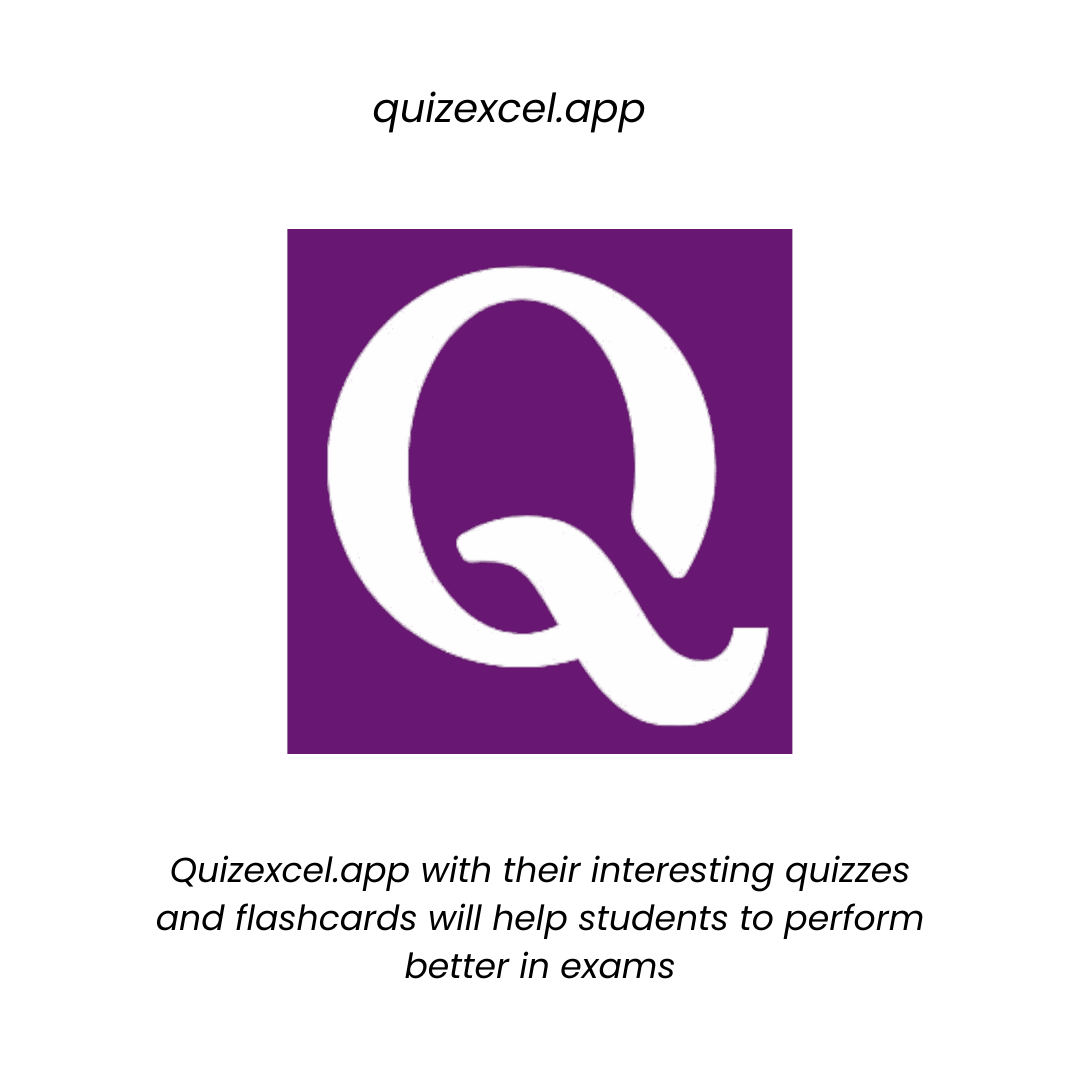 quizexcel.app
Q
Quizexcel.app with their interesting quizzes
and flashcards will help students to perform
better in exams